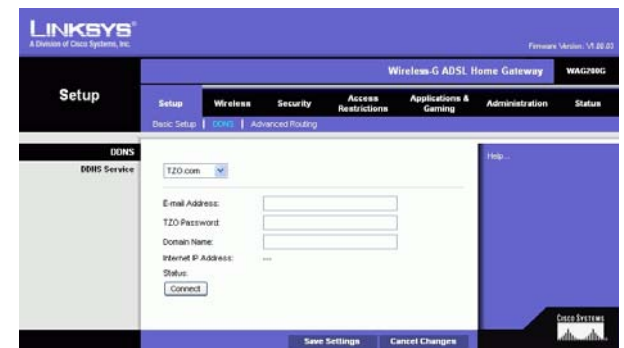 LINKSYS®
A Division of Cisco Systems, Inc.
Firmware Version: V1.00.03
Wireless-G ADSL Home Gateway WAG200G
Setup
Setup Wireless Security Access Restrictions Applications & Gaming Administration Status
Basic Setup | DDNS | Advanced Routing
DDNS
DDNS Service
TZO.com
Help...
E-mail Address:
TZO Password:
Domain Name:
Internet IP Address: ---
Status:
Connect
Save Settings Cancel Changes
CISCO SYSTEMS